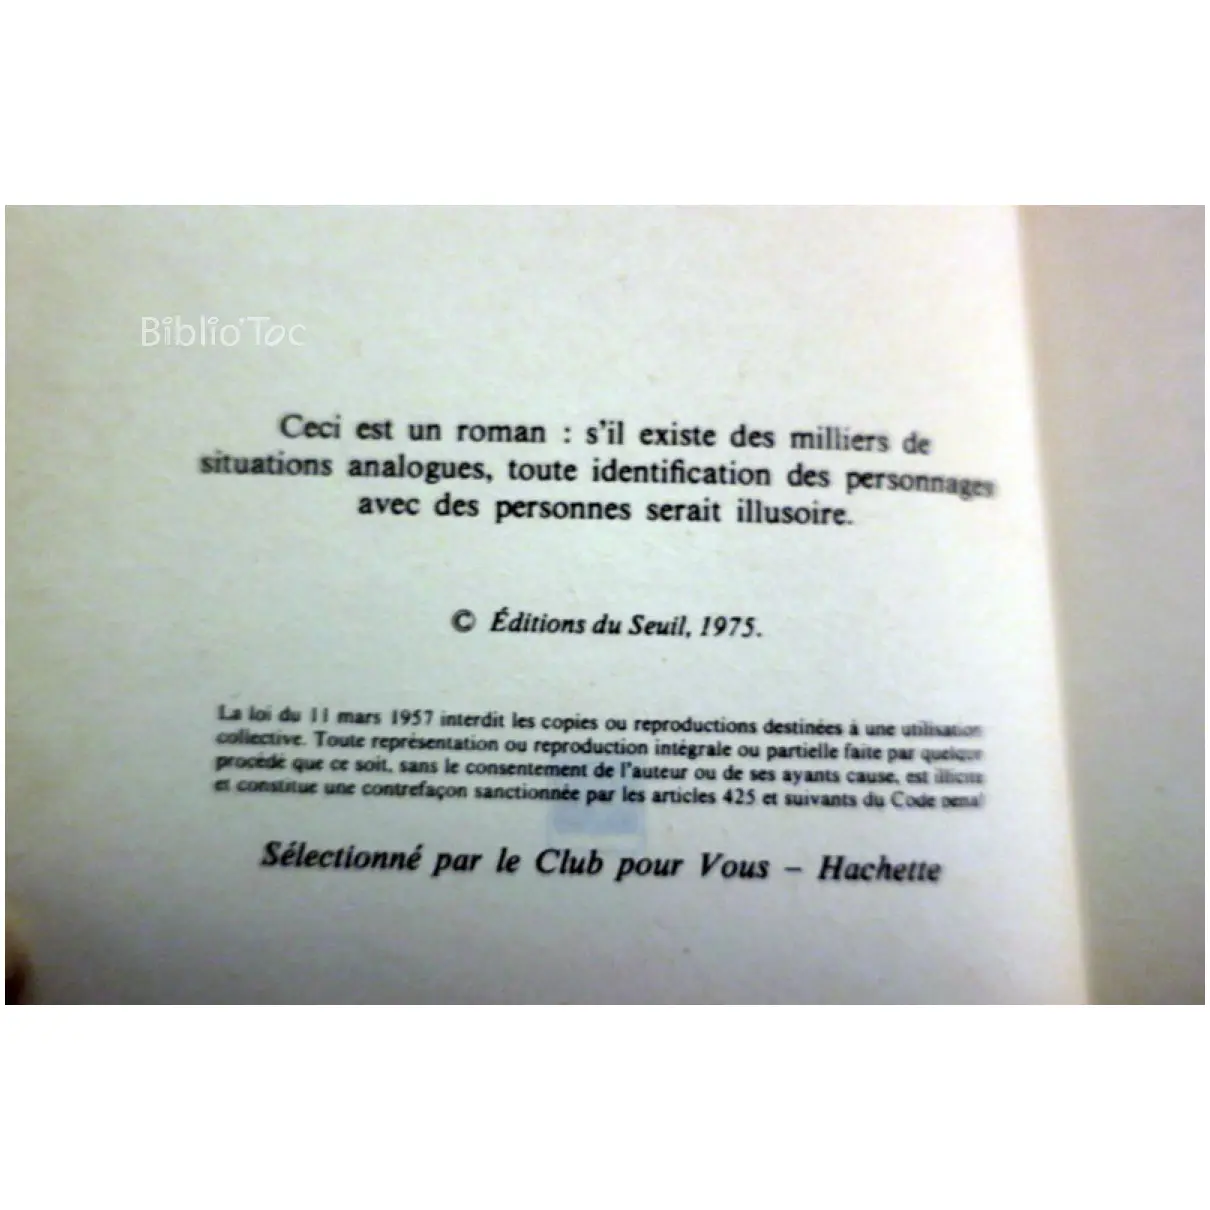 Biblio'Toc
Ceci est un roman : s'il existe des milliers de
situations analogues, toute identification des personnages
avec des personnes serait illusoire.
© Éditions du Seuil, 1975.
La loi du 11 mars 1957 interdit les copies ou reproductions destinées à une utilisation
collective. Toute représentation ou reproduction intégrale ou partielle faite par quelque
procédé que ce soit, sans le consentement de l'auteur ou de ses ayants cause, est illicite
et constitue une contrefaçon sanctionnée par les articles 425 et suivants du Code pénal
Sélectionné par le Club pour Vous – Hachette